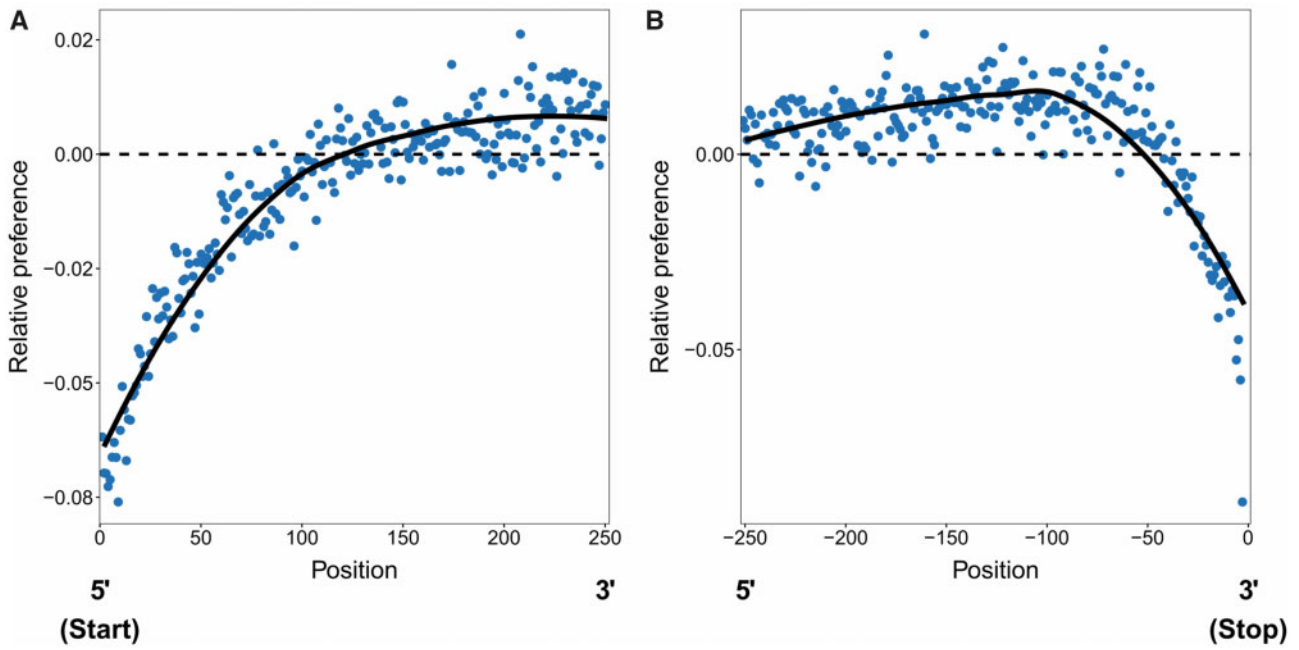 A
B
0.02
0.00
−0.02
−0.05
−0.08
Relative preference
0 50 100 150 200 250
Position
5' 3'
(Start)
0.00
−0.05
Relative preference
−250 −200 −150 −100 −50 0
Position
5' 3'
(Stop)